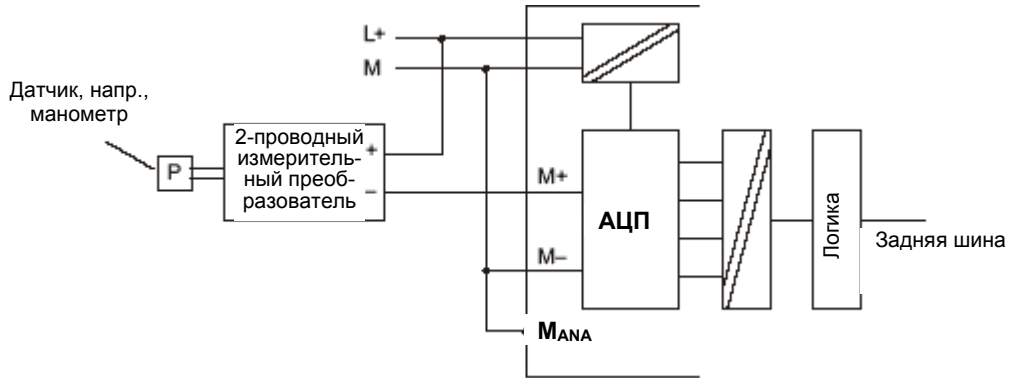 L+
M
Датчик, напр.,
манометр
P
2-проводный
измеритель-
ный преоб-
разователь
+
–
M+
M–
АЦП
Логика
Задняя шина
MANA